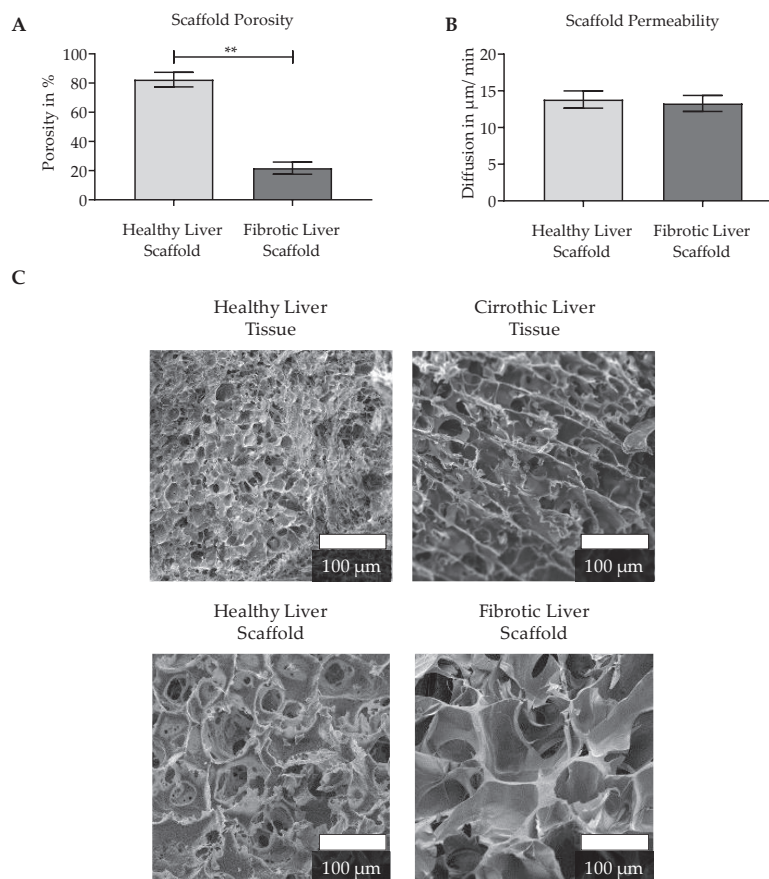 A
Scaffold Porosity
**
Porosity in %
100
80
60
40
20
0
Healthy Liver
Scaffold
Fibrotic Liver
Scaffold
B
Scaffold Permeability
Diffusion in µm/ min
20
15
10
5
0
Healthy Liver
Scaffold
Fibrotic Liver
Scaffold
C
Healthy Liver
Tissue
Cirrothic Liver
Tissue
100 µm
100 µm
Healthy Liver
Scaffold
Fibrotic Liver
Scaffold
100 µm
100 µm